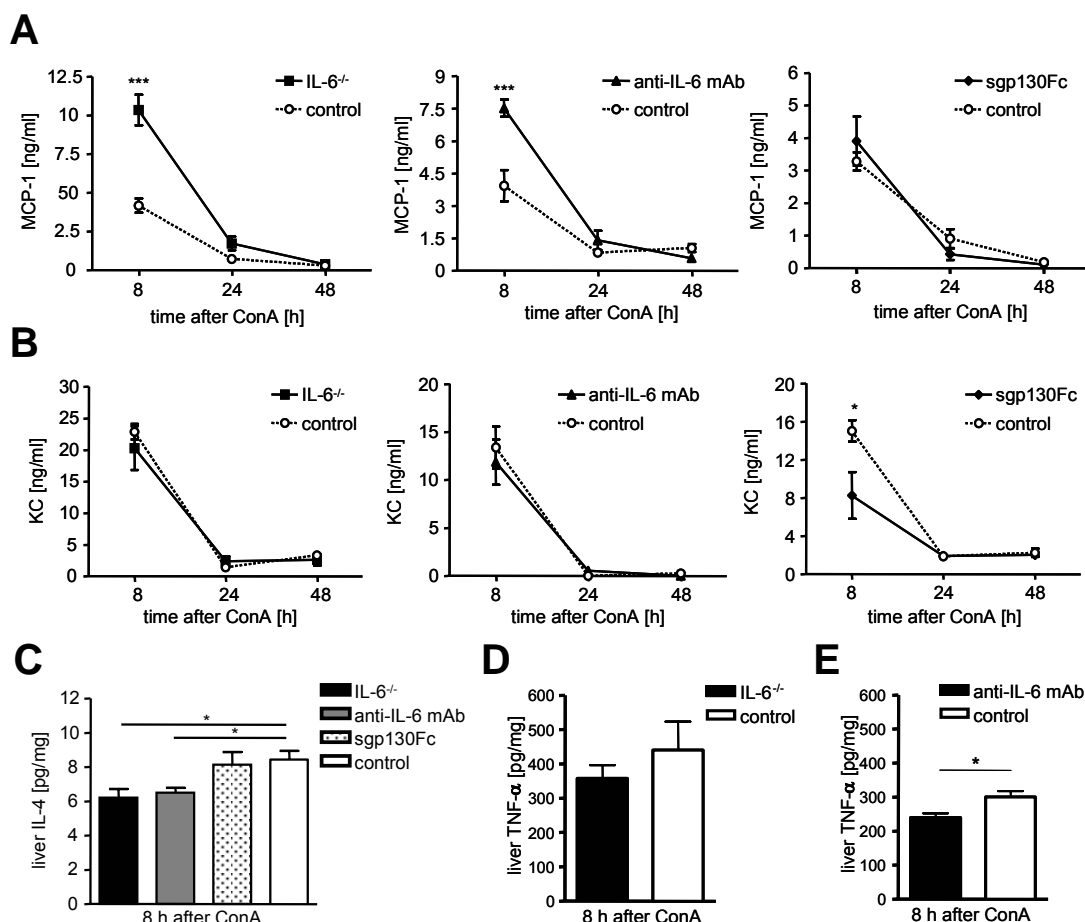 A
MCP-1 [ng/ml]
12.5
10
7.5
50
2.5
0
***
IL-6-/-
control
8 24 48
time after ConA [h]
MCP-1 [ng/ml]
9
7.5
6
4.5
3
1.5
0
***
anti-IL-6 mAb
control
8 24 48
time after ConA [h]
MCP-1 [ng/ml]
6
5
4
3
2
1
0
sgp130Fc
control
8 24 48
time after ConA [h]
B
KC [ng/ml]
30
25
20
15
10
5
0
IL-6-/-
control
8 24 48
time after ConA [h]
KC [ng/ml]
20
15
10
5
0
anti-IL-6 mAb
control
8 24 48
time after ConA [h]
KC [ng/ml]
20
16
12
8
4
0
*
sgp130Fc
control
8 24 48
time after ConA [h]
C
liver IL-4 [pg/mg]
12
10
8
6
4
2
0
*
*
IL-6-/-
anti-IL-6 mAb
sgp130Fc
control
8 h after ConA
D
liver TNF-α [pg/mg]
600
500
400
300
200
100
0
IL-6-/-
control
8 h after ConA
E
liver TNF-α [pg/mg]
600
500
400
300
200
100
0
*
anti-IL-6 mAb
control
8 h after ConA